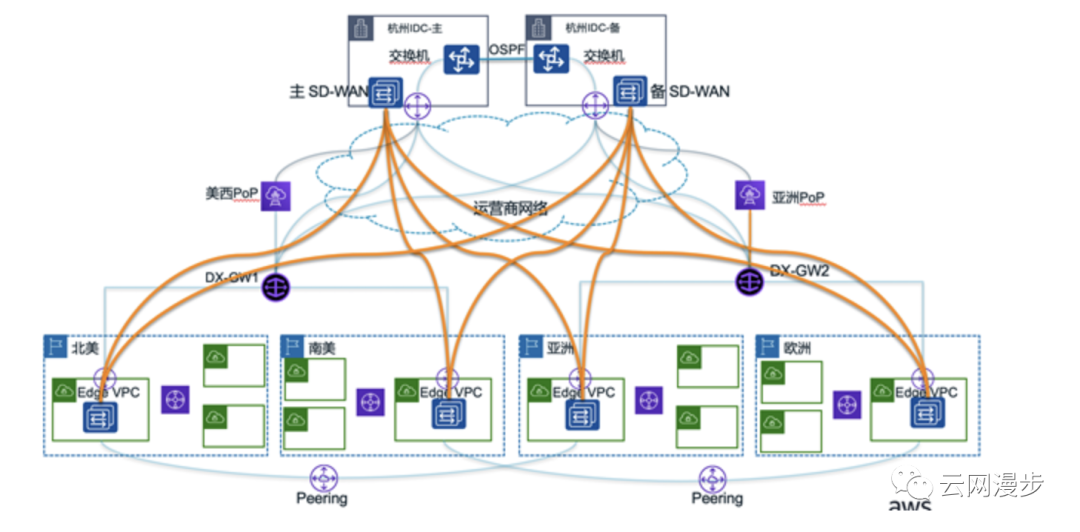 杭州IDC-主
杭州IDC-备
交换机
OSPF
交换机
主 SD-WAN
备 SD-WAN
美西PoP
亚洲PoP
运营商网络
DX-GW1
DX-GW2
北美
南美
亚洲
欧洲
Edge VPC
Edge VPC
Edge VPC
Edge VPC
Peering
Peering
云网漫步
aws